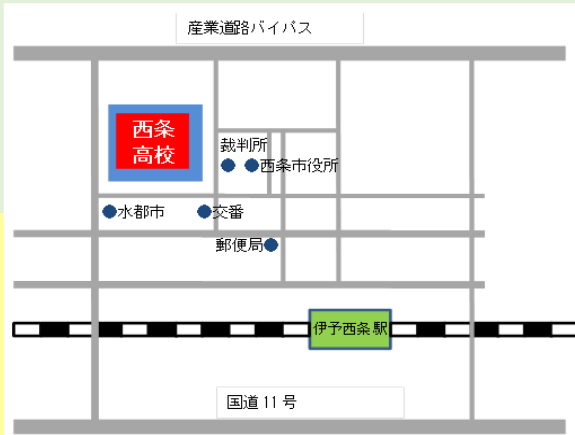 産業道路バイパス
西条
高校
裁判所
西条市役所
水都市
交番
郵便局
伊予西条駅
国道11号